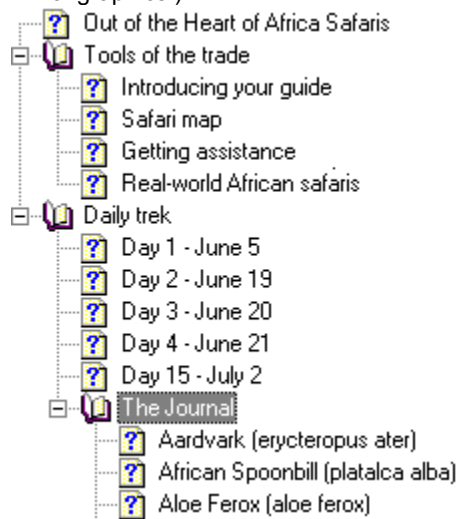 Out of the Heart of Africa Safaris
Tools of the trade
Introducing your guide
Safari map
Getting assistance
Real-world African safaris
Daily trek
Day 1 - June 5
Day 2 - June 19
Day 3 - June 20
Day 4 - June 21
Day 15 - July 2
The Journal
Aardvark (erycteropus ater)
African Spoonbill (platalca alba)
Aloe Ferox (aloe ferox)